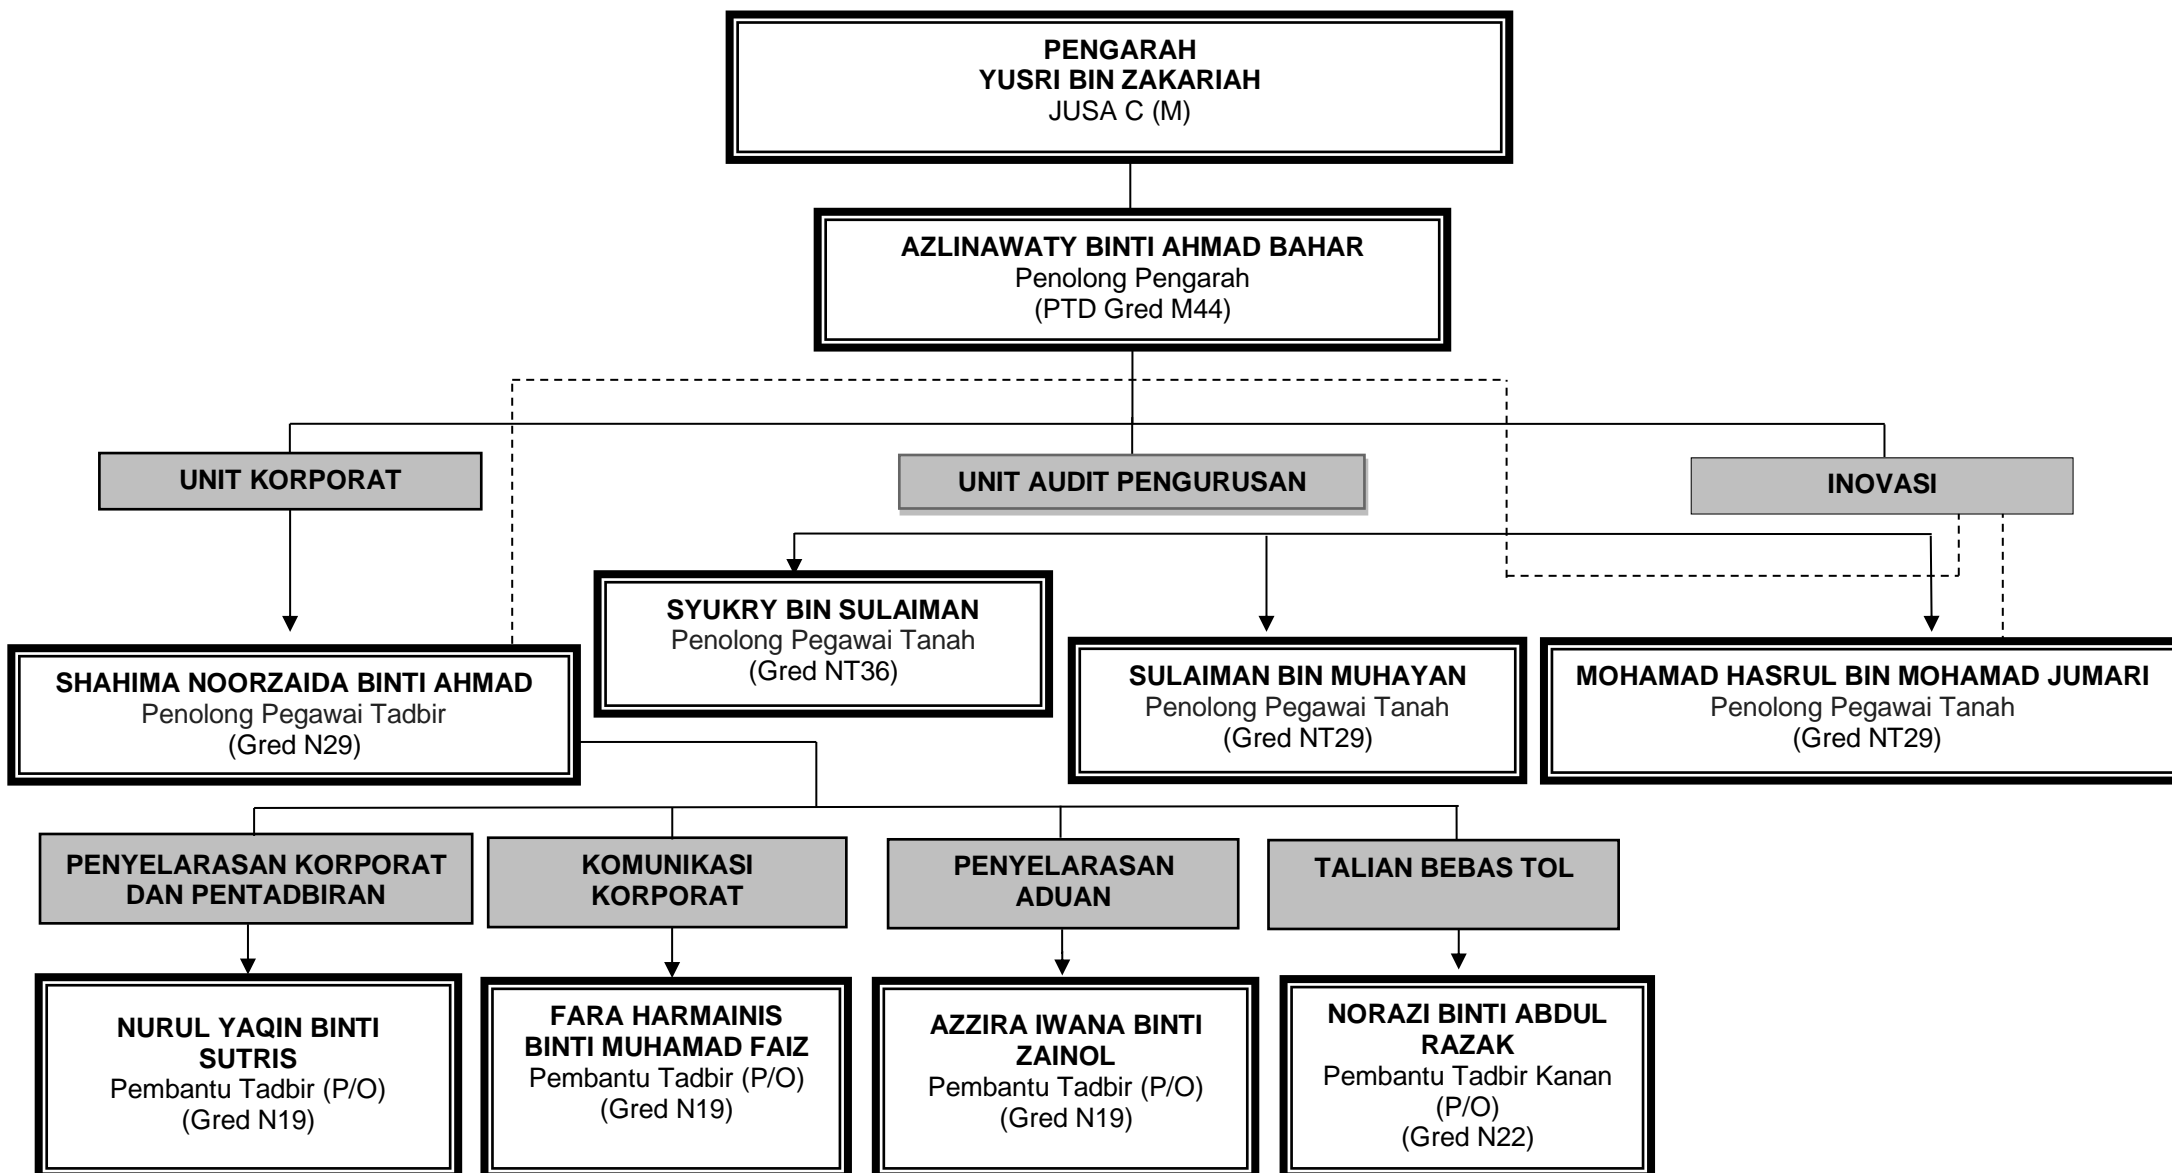 PENGARAH
YUSRI BIN ZAKARIAH
JUSA C (M)
AZLINAWATY BINTI AHMAD BAHAR
Penolong Pengarah
(PTD Gred M44)
UNIT KORPORAT
UNIT AUDIT PENGURUSAN
INOVASI
SYUKRY BIN SULAIMAN
Penolong Pegawai Tanah
(Gred NT36)
SHAHIMA NOORZAIDA BINTI AHMAD
Penolong Pegawai Tadbir
(Gred N29)
SULAIMAN BIN MUHAYAN
Penolong Pegawai Tanah
(Gred NT29)
MOHAMAD HASRUL BIN MOHAMAD JUMARI
Penolong Pegawai Tanah
(Gred NT29)
PENYELARASAN KORPORAT
DAN PENTADBIRAN
KOMUNIKASI
KORPORAT
PENYELARASAN
ADUAN
TALIAN BEBAS TOL
NURUL YAQIN BINTI
SUTRIS
Pembantu Tadbir (P/O)
(Gred N19)
FARA HARMAINIS
BINTI MUHAMAD FAIZ
Pembantu Tadbir (P/O)
(Gred N19)
AZZIRA IWANA BINTI
ZAINOL
Pembantu Tadbir (P/O)
(Gred N19)
NORAZI BINTI ABDUL
RAZAK
Pembantu Tadbir Kanan
(P/O)
(Gred N22)